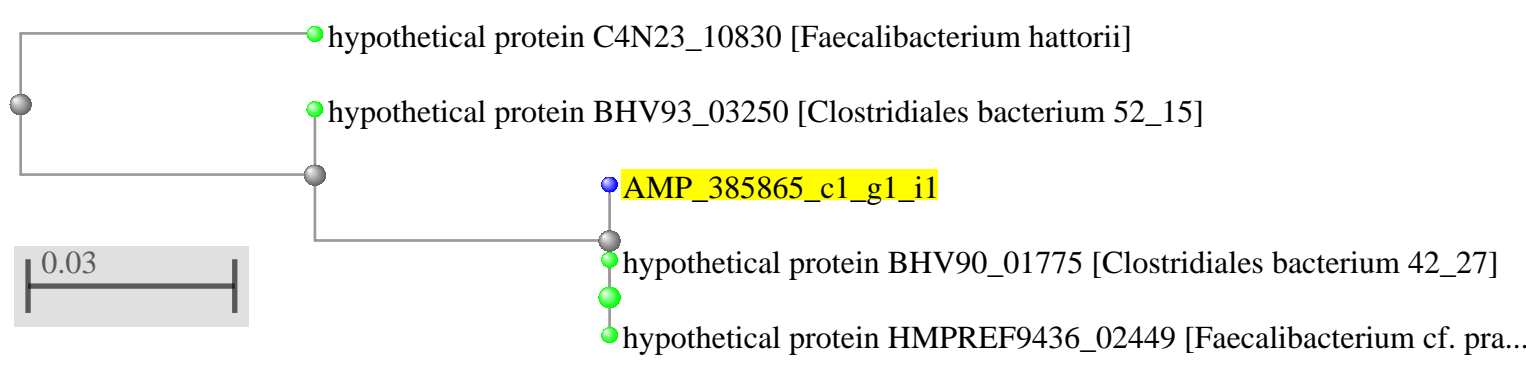 hypothetical protein C4N23_10830 [Faecalibacterium hattorii]
hypothetical protein BHV93_03250 [Clostridiales bacterium 52_15]
AMP_385865_c1_g1_i1
0.03
hypothetical protein BHV90_01775 [Clostridiales bacterium 42_27]
hypothetical protein HMPREF9436_02449 [Faecalibacterium cf. pra...